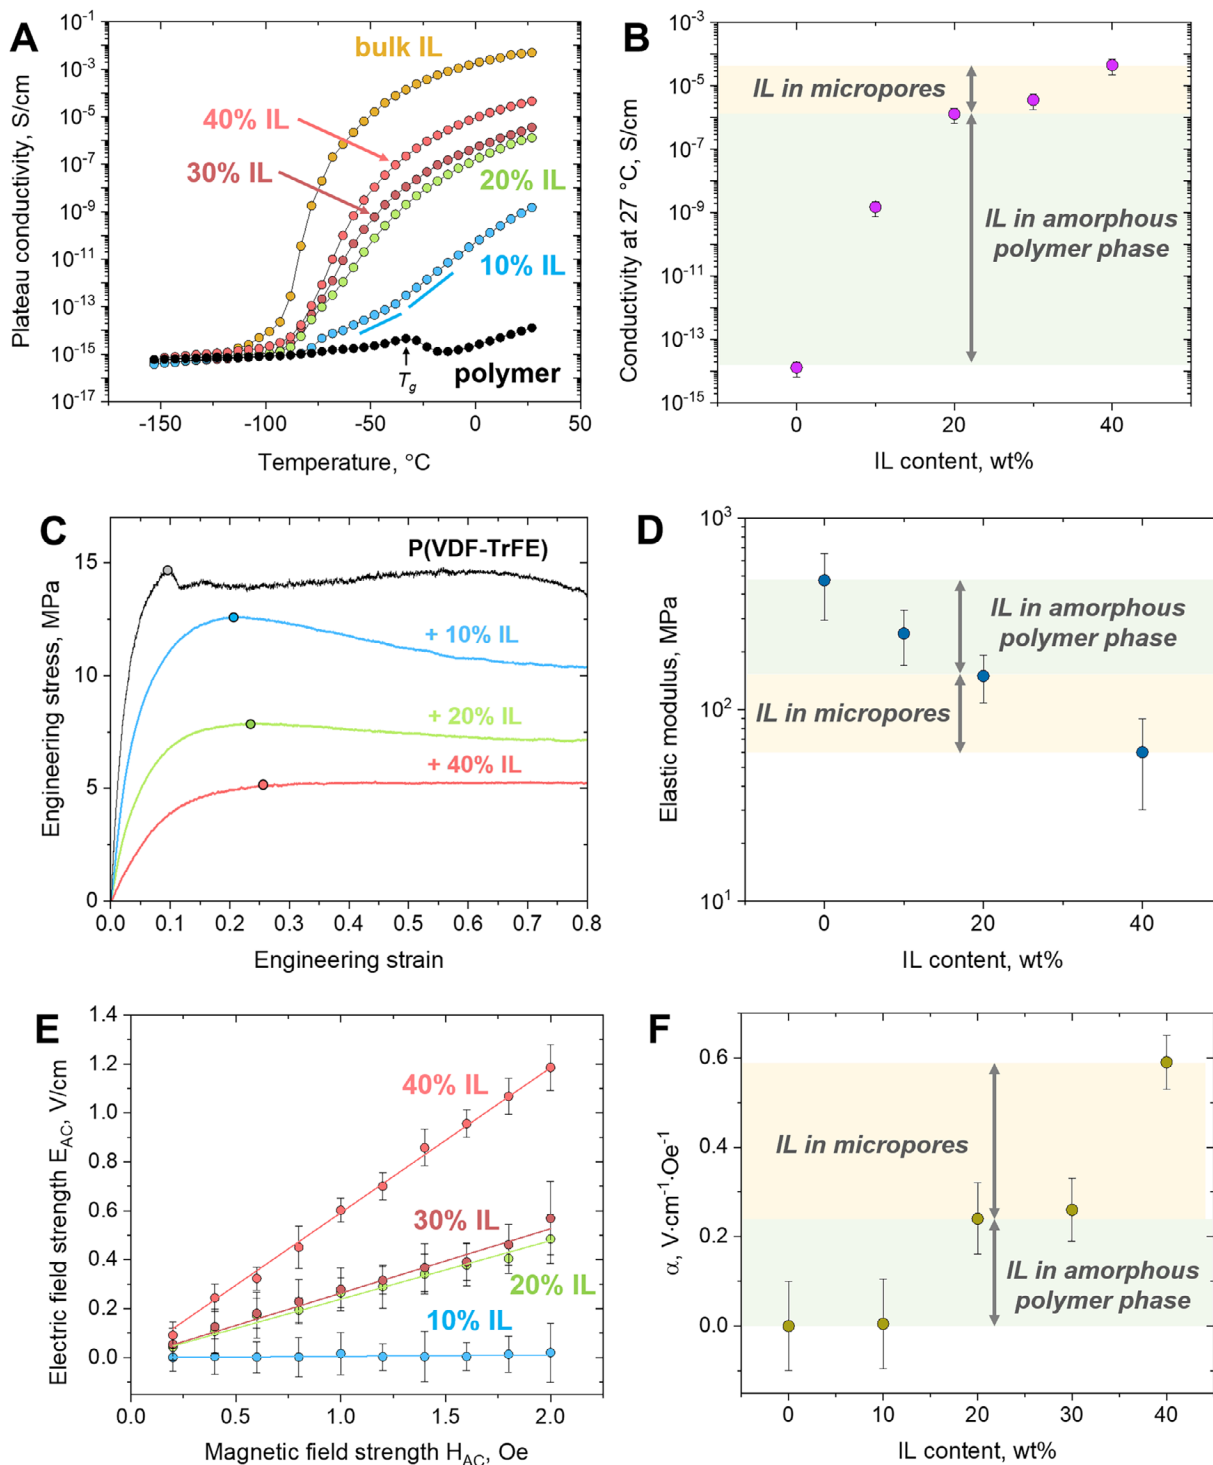 A
Plateau conductivity, S/cm
10⁻¹
10⁻³
10⁻⁵
10⁻⁷
10⁻⁹
10⁻¹¹
10⁻¹³
10⁻¹⁵
10⁻¹⁷
bulk IL
40% IL
30% IL
20% IL
10% IL
T_g
polymer
-150 -100 -50 0 50
Temperature, °C
B
Conductivity at 27 °C, S/cm
10⁻³
10⁻⁵
10⁻⁷
10⁻⁹
10⁻¹¹
10⁻¹³
10⁻¹⁵
IL in micropores
IL in amorphous
polymer phase
0 20 40
IL content, wt%
C
Engineering stress, MPa
15
10
5
0
P(VDF-TrFE)
+ 10% IL
+ 20% IL
+ 40% IL
0.0 0.1 0.2 0.3 0.4 0.5 0.6 0.7 0.8
Engineering strain
D
Elastic modulus, MPa
10³
10²
10¹
IL in amorphous
polymer phase
IL in micropores
0 20 40
IL content, wt%
E
Electric field strength E_AC, V/cm
1.4
1.2
1.0
0.8
0.6
0.4
0.2
0.0
40% IL
30% IL
20% IL
10% IL
0.0 0.5 1.0 1.5 2.0
Magnetic field strength H_AC, Oe
F
α, V·cm⁻¹·Oe⁻¹
0.6
0.4
0.2
0.0
IL in micropores
IL in amorphous
polymer phase
0 10 20 30 40
IL content, wt%